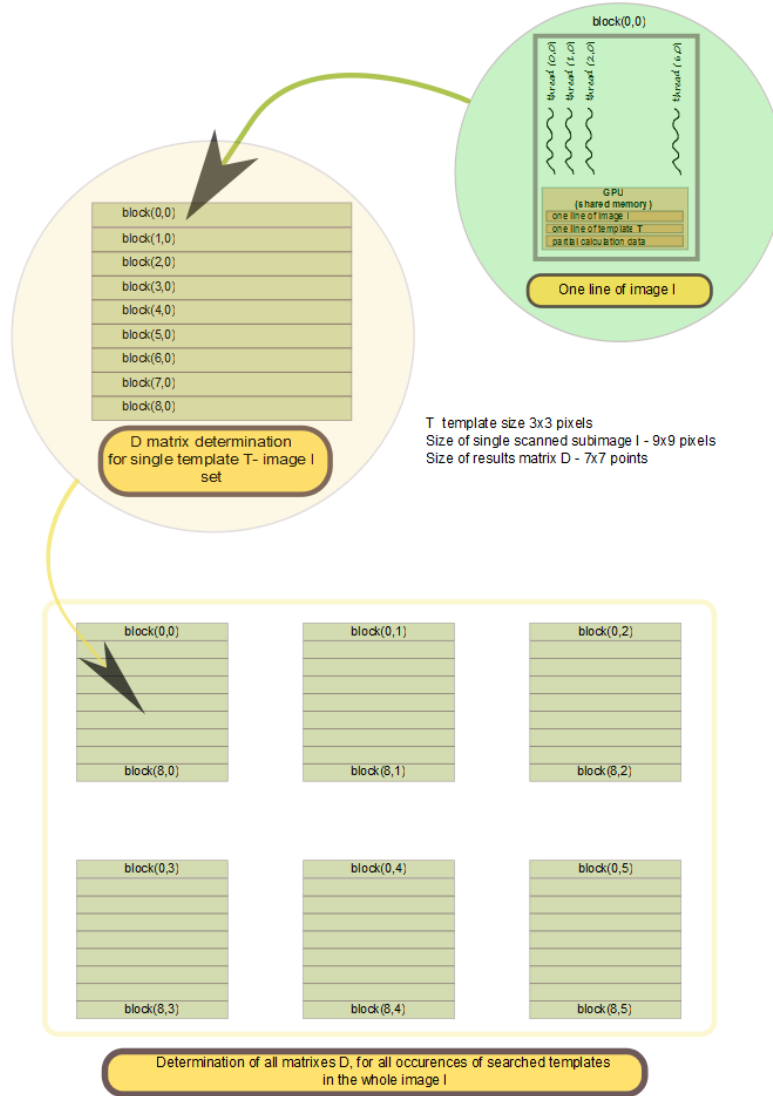 block(0,0)
thread (0,0)
thread (1,0)
thread (2,0)
thread (6,0)
GPU
(shared memory)
one line of image I
one line of template T
partial calculation data
One line of image I
block(0,0)
block(1,0)
block(2,0)
block(3,0)
block(4,0)
block(5,0)
block(6,0)
block(7,0)
block(8,0)
D matrix determination
for single template T- image I
set
T template size 3x3 pixels
Size of single scanned subimage I - 9x9 pixels
Size of results matrix D - 7x7 points
block(0,0)
block(0,1)
block(0,2)
block(8,0)
block(8,1)
block(8,2)
block(0,3)
block(0,4)
block(0,5)
block(8,3)
block(8,4)
block(8,5)
Determination of all matrixes D, for all occurences of searched templates
in the whole image I